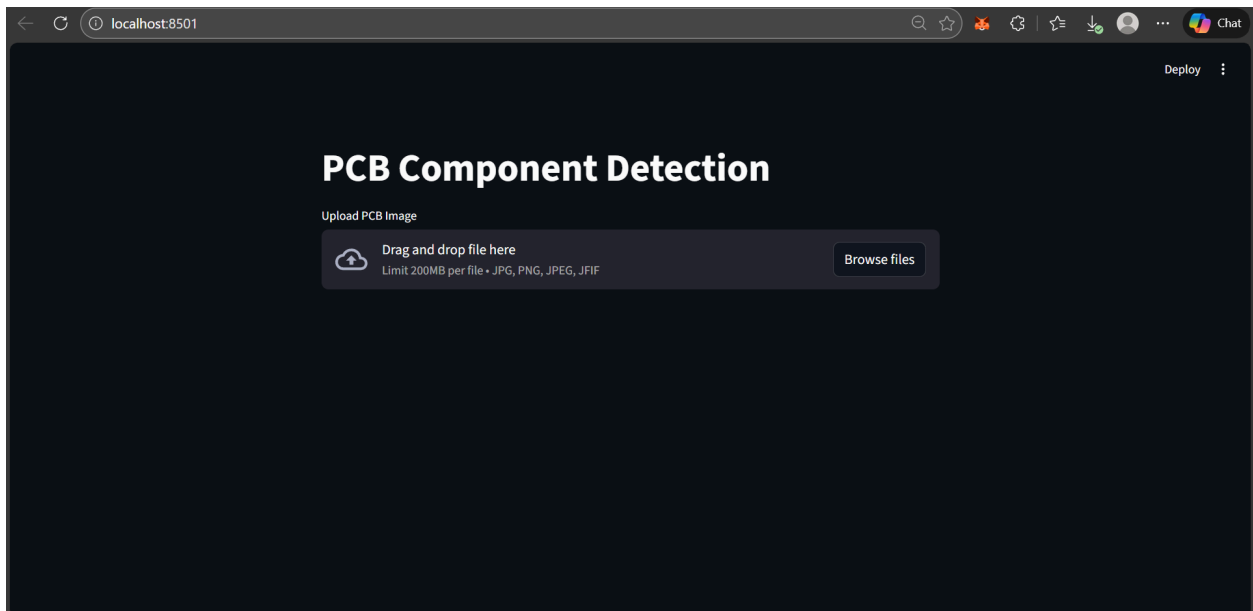 localhost:8501
Chat
Deploy
PCB Component Detection
Upload PCB Image
Drag and drop file here
Limit 200MB per file • JPG, PNG, JPEG, JFIF
Browse files